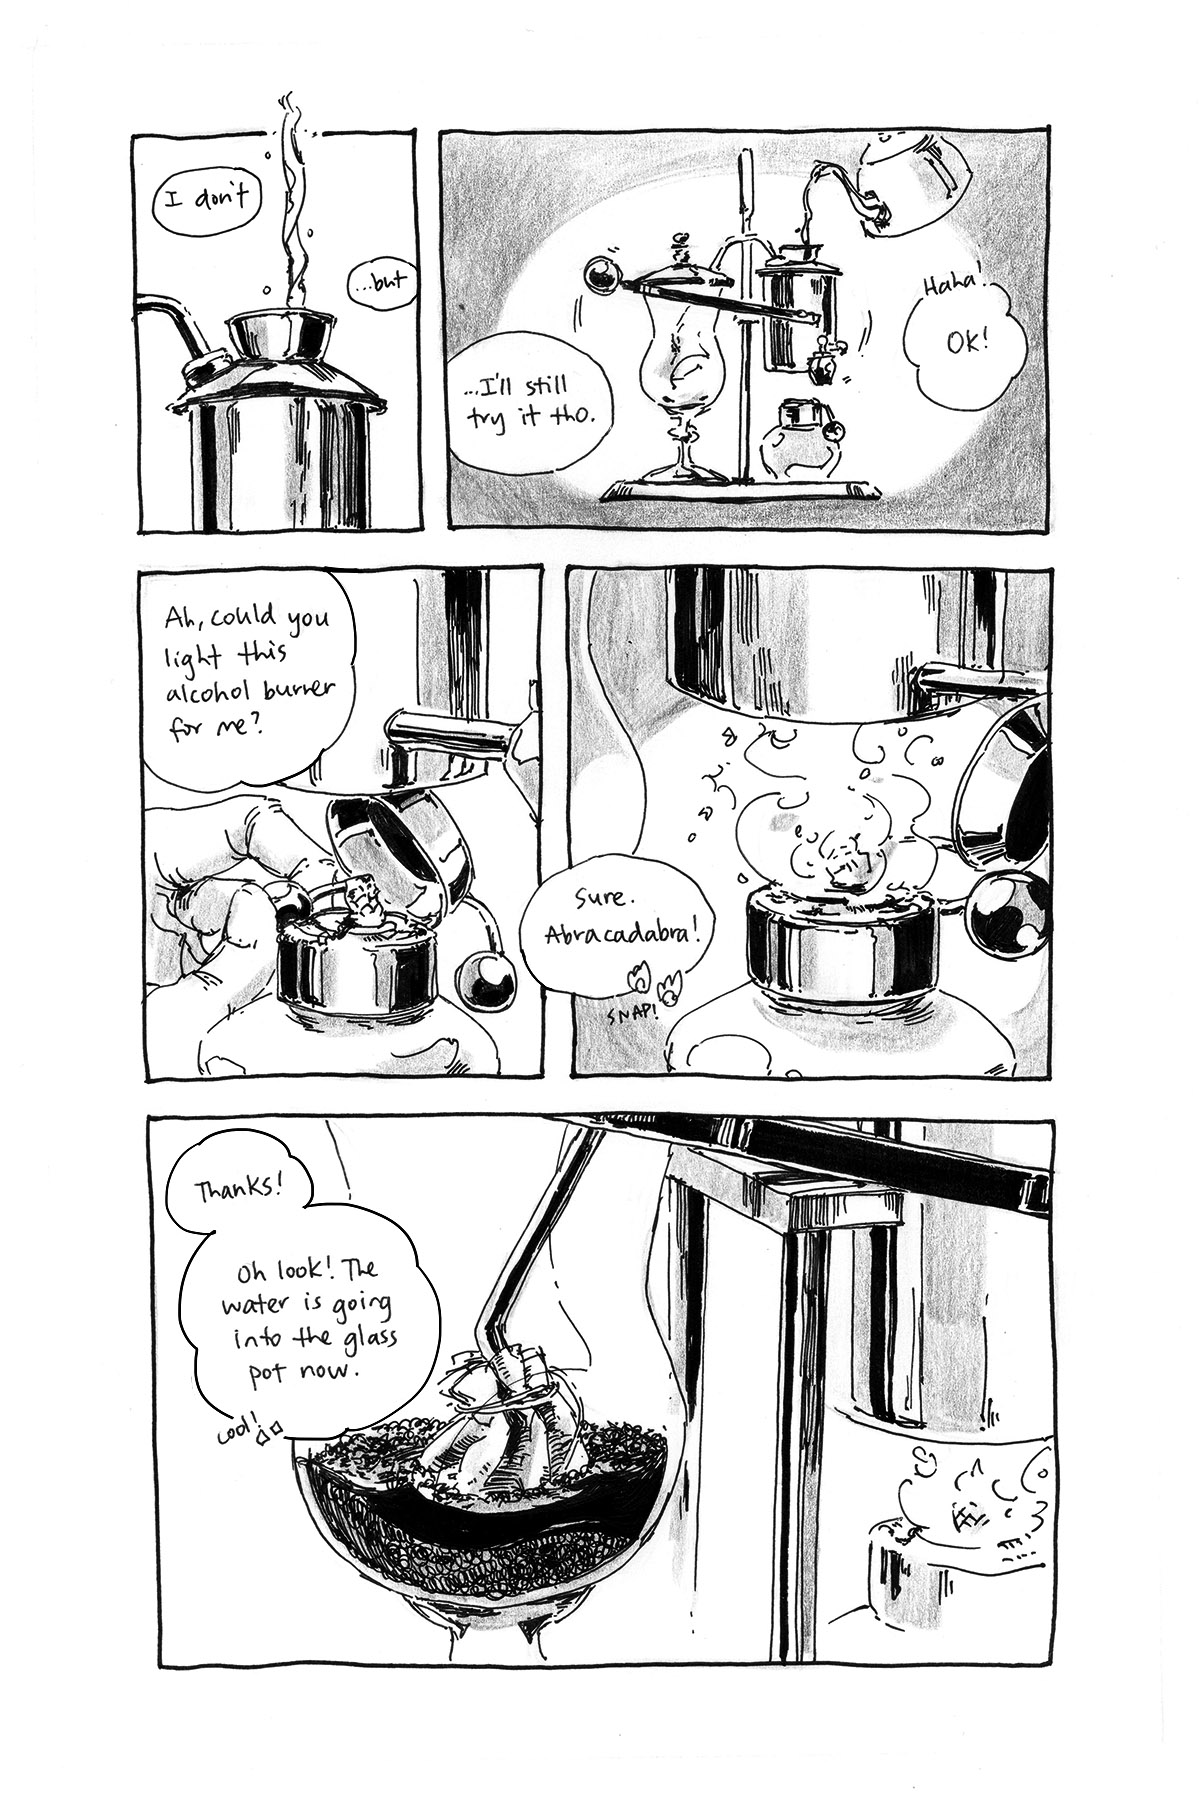 I don't
...but
...I'll still
try it tho.
Haha!
OK!
Ah, could you
light this
alcohol burner
for me?
Sure.
Abracadabra!
SNAP!
Thanks!
Oh look! The
water is going
into the glass
pot now.
cool!